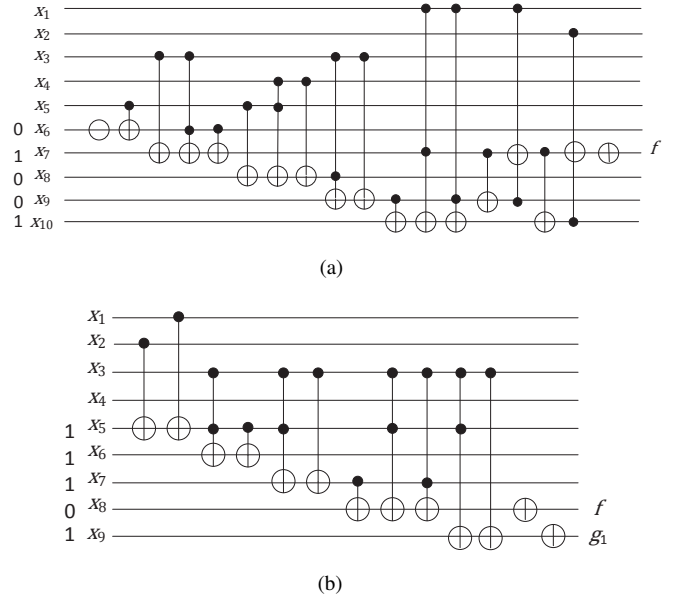 x1
x2
x3
x4
x5
0 x6
1 x7 f
0 x8
0 x9
1 x10
(a)
x1
x2
x3
x4
1 x5
1 x6
1 x7
0 x8 f
1 x9 g1
(b)